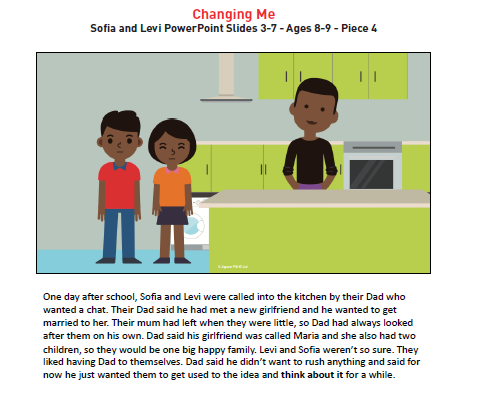 Changing Me
Sofia and Levi PowerPoint Slides 3-7 - Ages 8-9 - Piece 4
One day after school, Sofia and Levi were called into the kitchen by their Dad who
wanted a chat. Their Dad said he had met a new girlfriend and he wanted to get
married to her. Their mum had left when they were little, so Dad had always looked
after them on his own. Dad said his girlfriend was called Maria and she also had two
children, so they would be one big happy family. Levi and Sofia weren't so sure. They
liked having Dad to themselves. Dad said he didn't want to rush anything and said for
now he just wanted them to get used to the idea and think about it for a while.